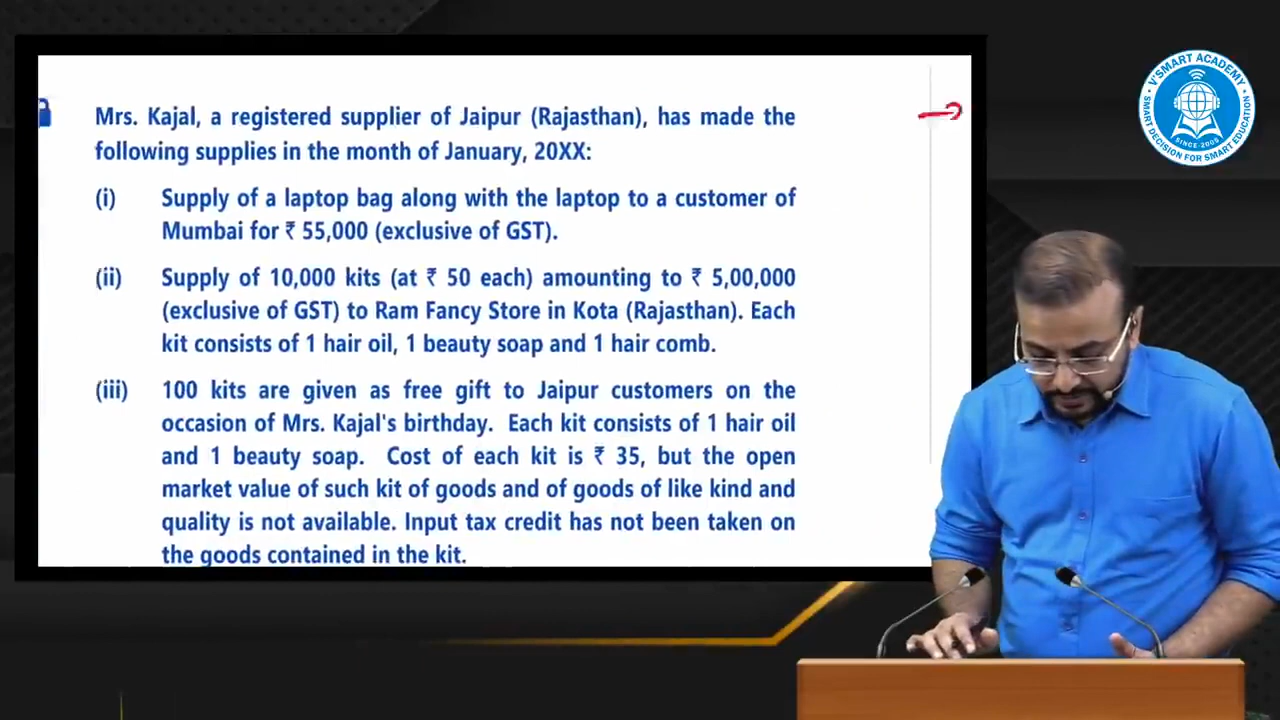 Mrs. Kajal, a registered supplier of Jaipur (Rajasthan), has made the
following supplies in the month of January, 20XX:
(i) Supply of a laptop bag along with the laptop to a customer of
Mumbai for ₹ 55,000 (exclusive of GST).
(ii) Supply of 10,000 kits (at ₹ 50 each) amounting to ₹ 5,00,000
(exclusive of GST) to Ram Fancy Store in Kota (Rajasthan). Each
kit consists of 1 hair oil, 1 beauty soap and 1 hair comb.
(iii) 100 kits are given as free gift to Jaipur customers on the
occasion of Mrs. Kajal's birthday. Each kit consists of 1 hair oil
and 1 beauty soap. Cost of each kit is ₹ 35, but the open
market value of such kit of goods and of goods of like kind and
quality is not available. Input tax credit has not been taken on
the goods contained in the kit.
V'SMART ACADEMY
SMART DECISION FOR SMART EDUCATION
SINCE-2005